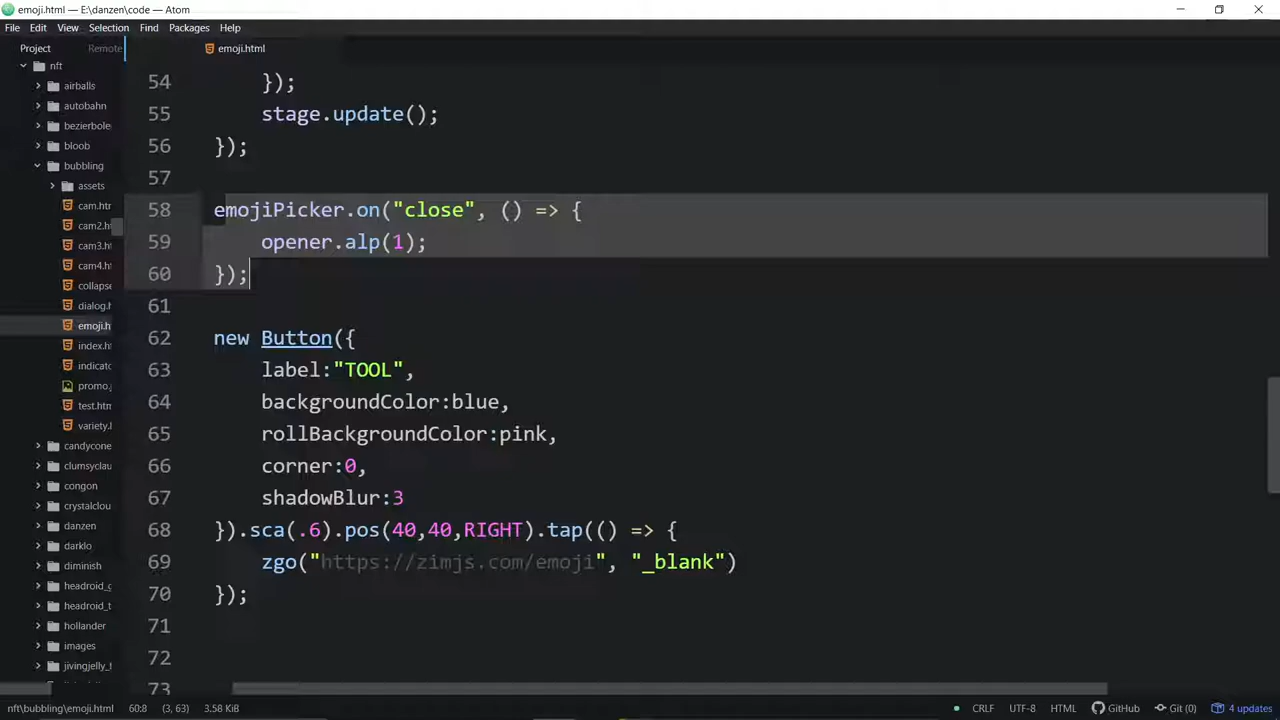 emoji.html — E:\danzen\code — Atom
File Edit View Selection Find Packages Help
Project Remote
emoji.html
nft
airballs
autobahn
bezierbole
bloob
bubbling
assets
cam.htr
cam2.h
cam3.h
cam4.h
collapse
dialog.h
emoji.h
index.ht
indicato
promo.
test.htm
variety.l
candycone
clumsyclau
congon
crystalclou
danzen
darklo
diminish
headroid_g
headroid_t
hollander
images
jivingjelly_f
54 });
55 stage.update();
56 });
57
58 emojiPicker.on("close", () => {
59 opener.alp(1);
60 });
61
62 new Button({
63 label:"TOOL",
64 backgroundColor:blue,
65 rollBackgroundColor:pink,
66 corner:0,
67 shadowBlur:3
68 }).sca(.6).pos(40,40,RIGHT).tap(() => {
69 zgo("https://zimjs.com/emoji", "_blank")
70 });
71
72
73
nft\bubbling\emoji.html 60:8 (3, 63) 3.58 KiB CRLF UTF-8 HTML GitHub Git (0) 4 updates